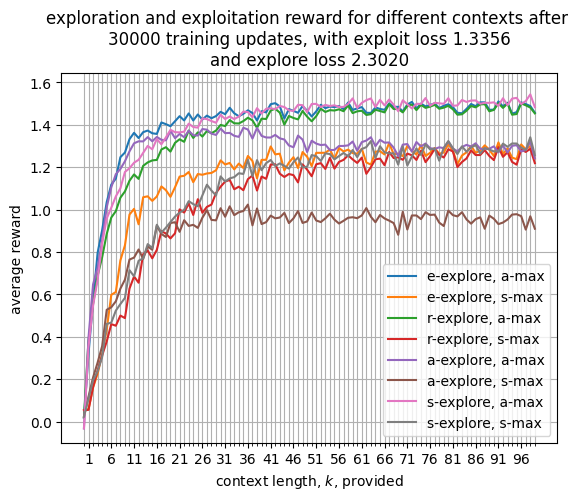 exploration and exploitation reward for different contexts after
30000 training updates, with exploit loss 1.3356
and explore loss 2.3020
1.6
1.4
1.2
1.0
0.8
0.6
0.4
0.2
0.0
average reward
e-explore, a-max
e-explore, s-max
r-explore, a-max
r-explore, s-max
a-explore, a-max
a-explore, s-max
s-explore, a-max
s-explore, s-max
1 6 11 16 21 26 31 36 41 46 51 56 61 66 71 76 81 86 91 96
context length, k, provided